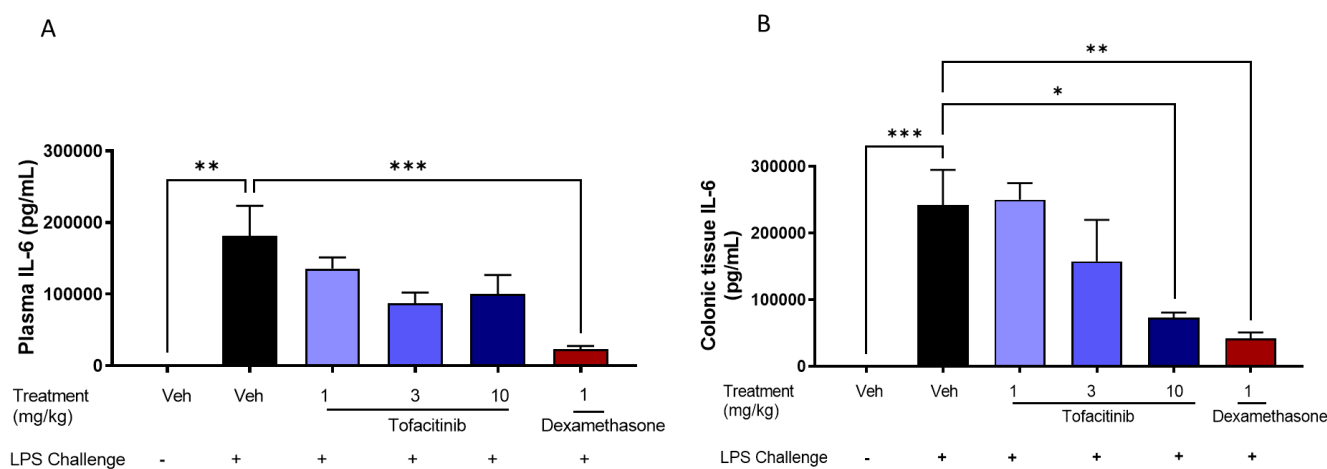 A
**
***
Plasma IL-6 (pg/mL)
300000
200000
100000
0
Treatment
(mg/kg)
Veh Veh 1 3 10 1
Tofacitinib Dexamethasone
LPS Challenge - + + + + +
B
**
*
***
Colonic tissue IL-6
(pg/mL)
300000
200000
100000
0
Treatment
(mg/kg)
Veh Veh 1 3 10 1
Tofacitinib Dexamethasone
LPS Challenge - + + + + +